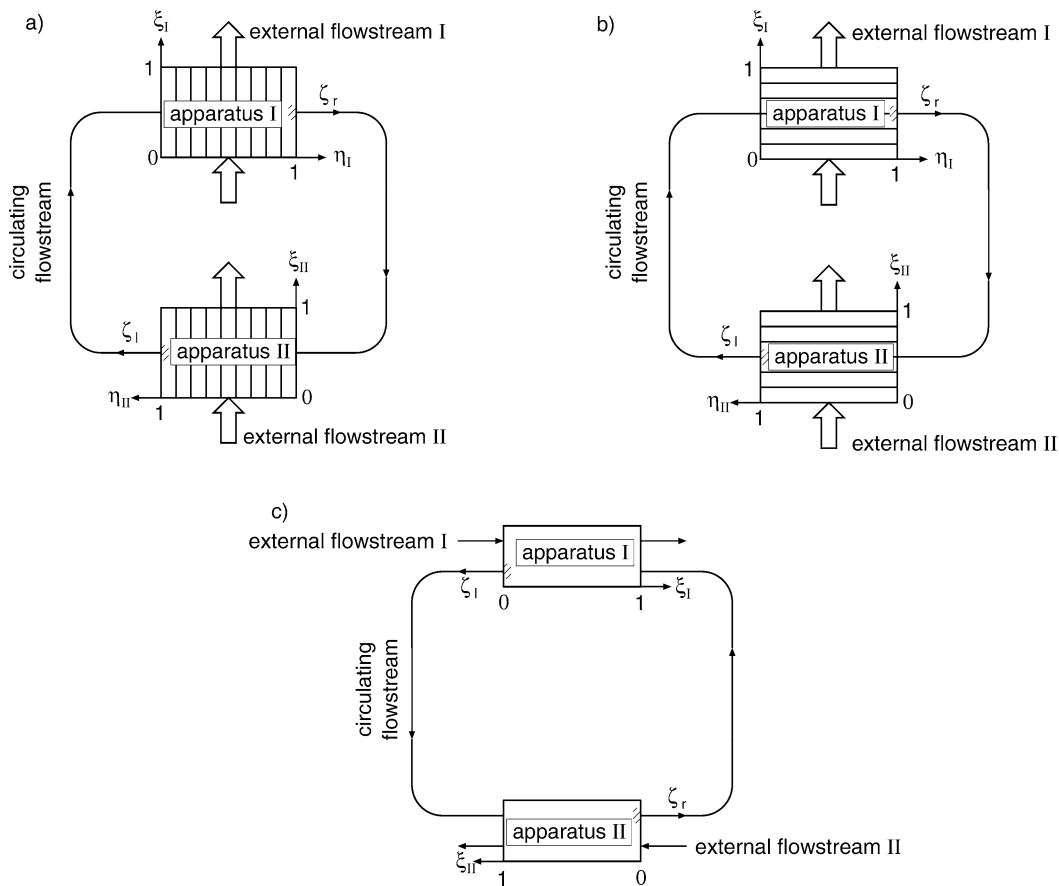 a)
ξI
external flowstream I
1
apparatus I
ζr
0
1
ηI
circulating
flowstream
ξII
1
ζl
apparatus II
ηII
1
0
external flowstream II
b)
ξI
external flowstream I
1
apparatus I
ζr
0
1
ηI
circulating
flowstream
ξII
1
ζl
apparatus II
ηII
1
0
external flowstream II
c)
external flowstream I
apparatus I
ζl
0
1
ξI
circulating
flowstream
ζr
apparatus II
external flowstream II
ξII
1
0